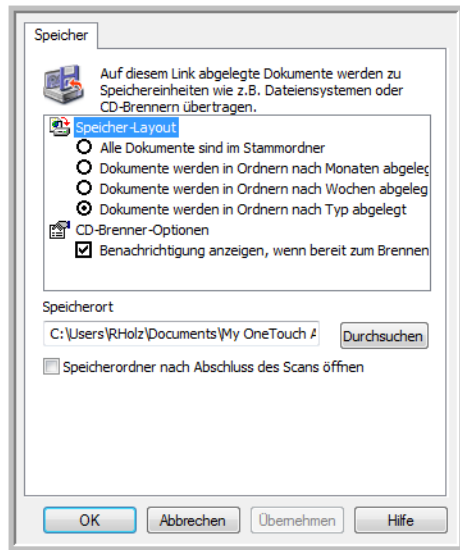 Speicher
Auf diesem Link abgelegte Dokumente werden zu
Speichereinheiten wie z.B. Dateiensystemen oder
CD-Brennern übertragen.
Speicher-Layout
Alle Dokumente sind im Stammordner
Dokumente werden in Ordnern nach Monaten abgeleg
Dokumente werden in Ordnern nach Wochen abgeleg
Dokumente werden in Ordnern nach Typ abgelegt
CD-Brenner-Optionen
Benachrichtigung anzeigen, wenn bereit zum Brennen
Speicherort
C:\Users\RHolz\Documents\My OneTouch A
Durchsuchen
Speicherordner nach Abschluss des Scans öffnen
OK Abbrechen Übernehmen Hilfe